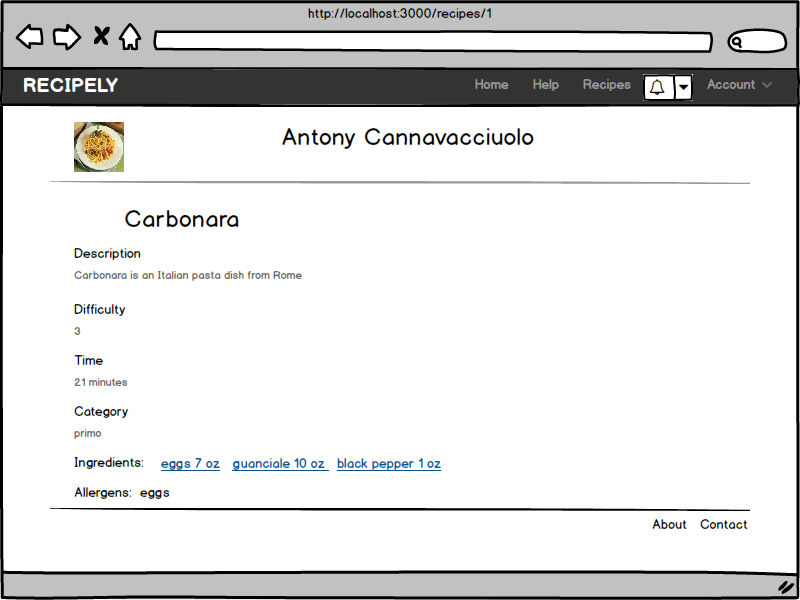 http://localhost:3000/recipes/1
RECIPELY Home Help Recipes Account
Antony Cannavacciuolo
Carbonara
Description
Carbonara is an Italian pasta dish from Rome
Difficulty
3
Time
21 minutes
Category
primo
Ingredients: eggs 7 oz guanciale 10 oz black pepper 1 oz
Allergens: eggs
About Contact